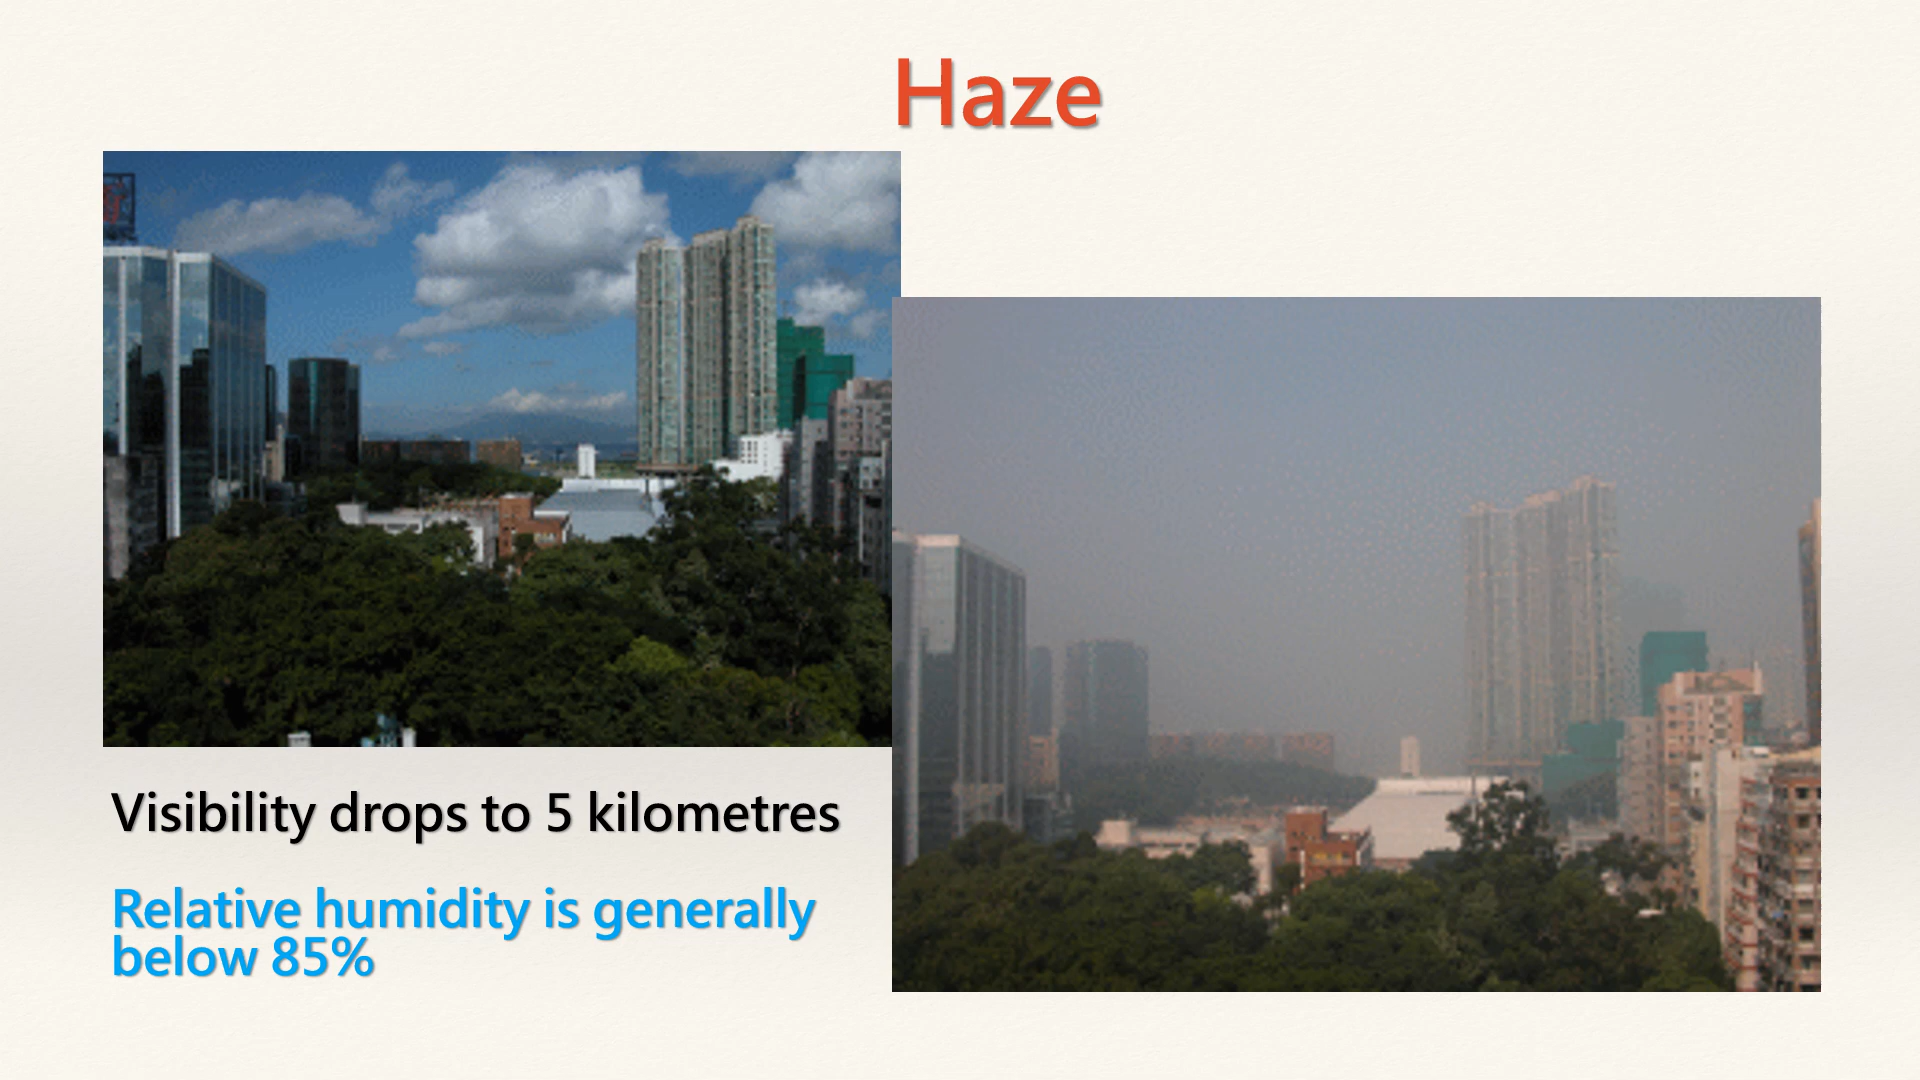 Haze
Visibility drops to 5 kilometres
Relative humidity is generally
below 85%